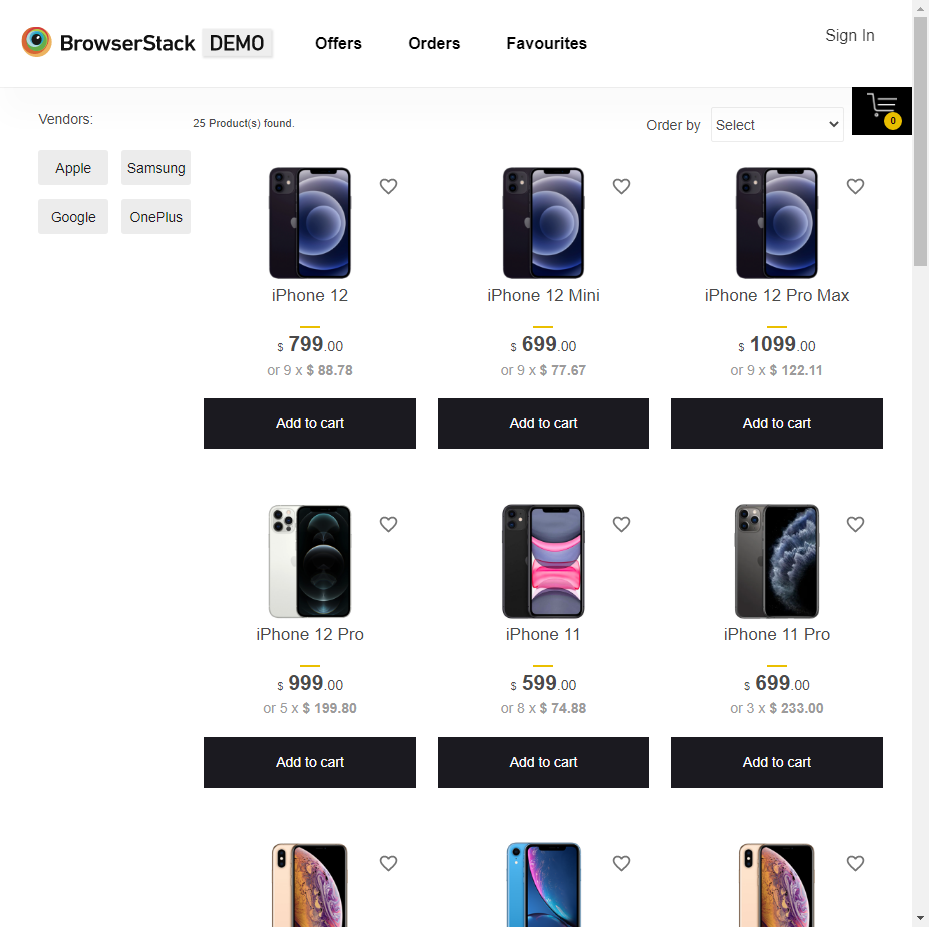 BrowserStack DEMO
Offers
Orders
Favourites
Sign In
0
Vendors:
Apple
Samsung
Google
OnePlus
25 Product(s) found.
Order by
Select
iPhone 12
$ 799.00
or 9 x $ 88.78
Add to cart
iPhone 12 Mini
$ 699.00
or 9 x $ 77.67
Add to cart
iPhone 12 Pro Max
$ 1099.00
or 9 x $ 122.11
Add to cart
iPhone 12 Pro
$ 999.00
or 5 x $ 199.80
Add to cart
iPhone 11
$ 599.00
or 8 x $ 74.88
Add to cart
iPhone 11 Pro
$ 699.00
or 3 x $ 233.00
Add to cart